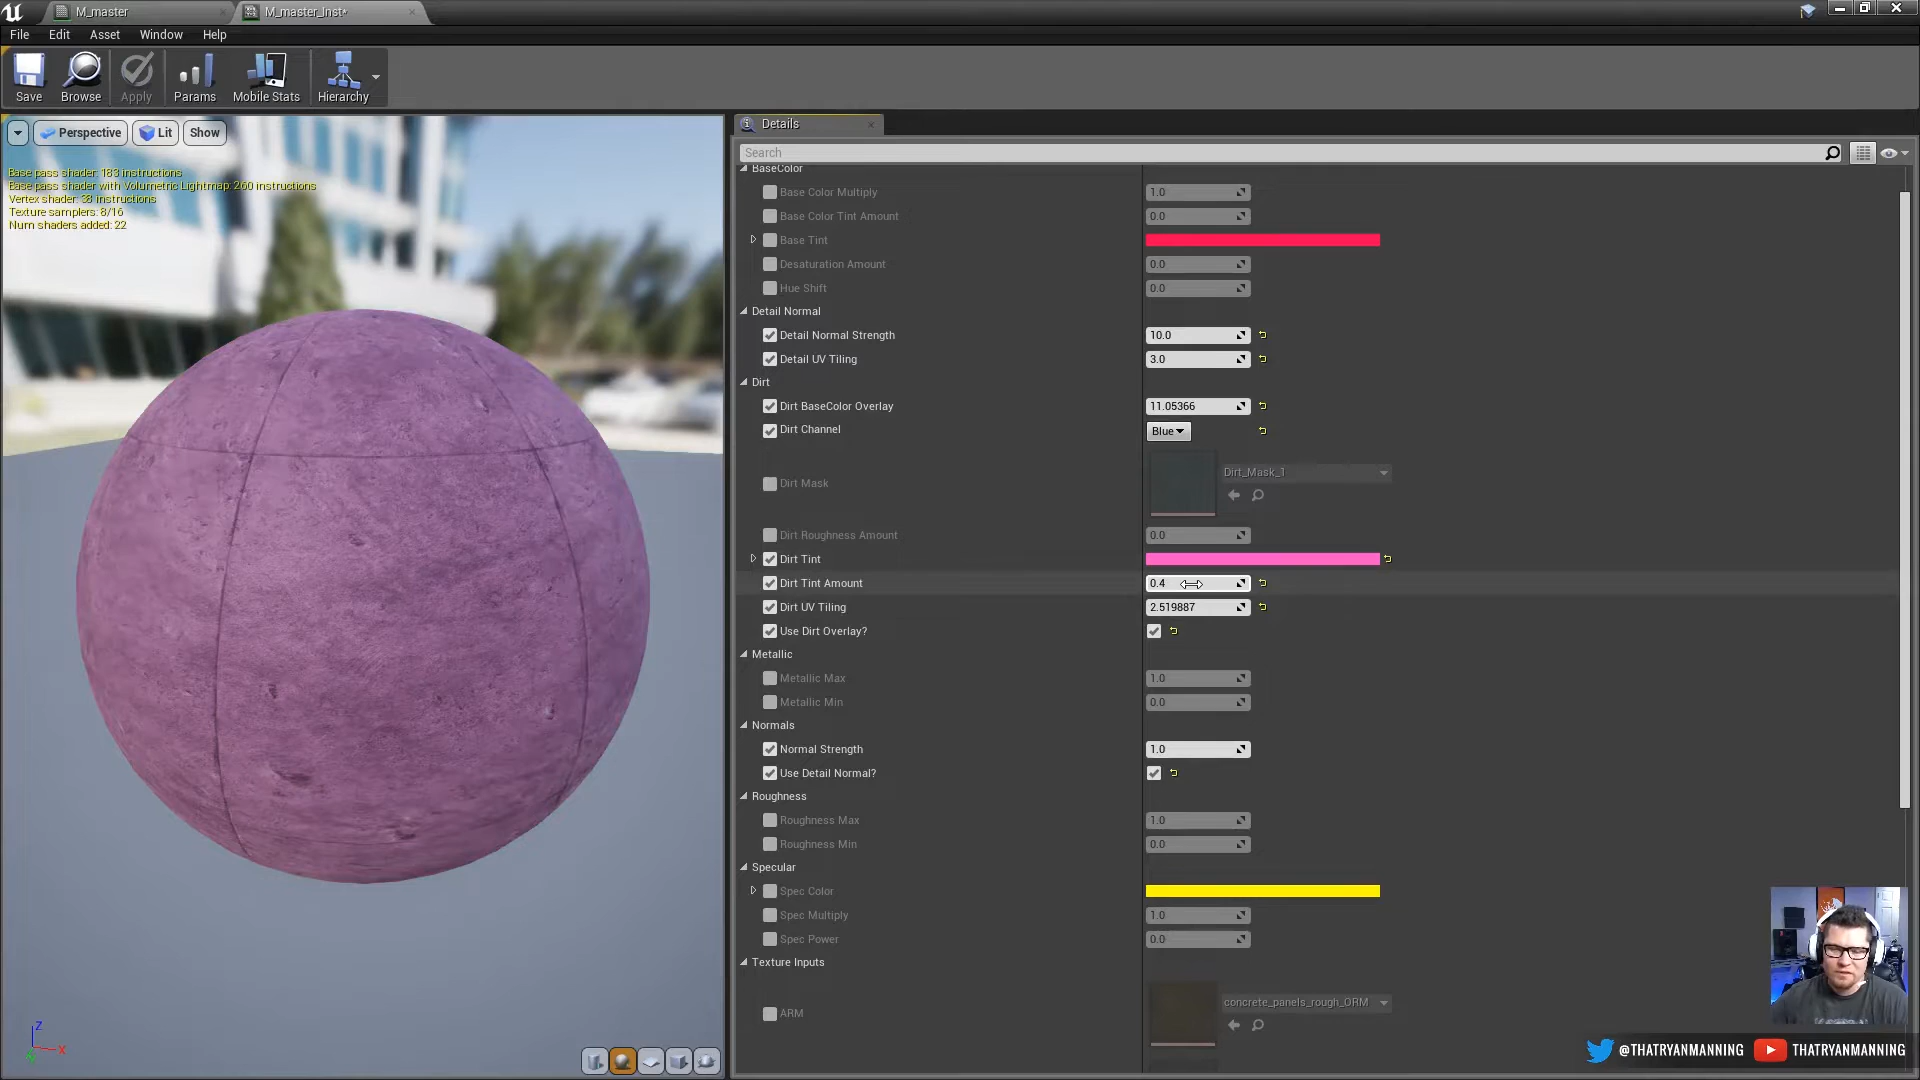 M_master
M_master_Inst*
File Edit Asset Window Help
Save Browse Apply Params Mobile Stats Hierarchy
Perspective Lit Show
Base pass shader: 183 instructions
Base pass shader with Volumetric Lightmap: 260 instructions
Vertex shader: 38 instructions
Texture samplers: 8/16
Num shaders added: 22
Z
X
Details
Search
BaseColor
Base Color Multiply 1.0
Base Color Tint Amount 0.0
Base Tint
Desaturation Amount 0.0
Hue Shift 0.0
Detail Normal
Detail Normal Strength 10.0
Detail UV Tiling 3.0
Dirt
Dirt BaseColor Overlay 11.05366
Dirt Channel Blue
Dirt Mask Dirt_Mask_1
Dirt Roughness Amount 0.0
Dirt Tint
Dirt Tint Amount 0.4
Dirt UV Tiling 2.519887
Use Dirt Overlay?
Metallic
Metallic Max 1.0
Metallic Min 0.0
Normals
Normal Strength 1.0
Use Detail Normal?
Roughness
Roughness Max 1.0
Roughness Min 0.0
Specular
Spec Color
Spec Multiply 1.0
Spec Power 0.0
Texture Inputs
ARM concrete_panels_rough_ORM
@THATRYANMANNING THATRYANMANNING